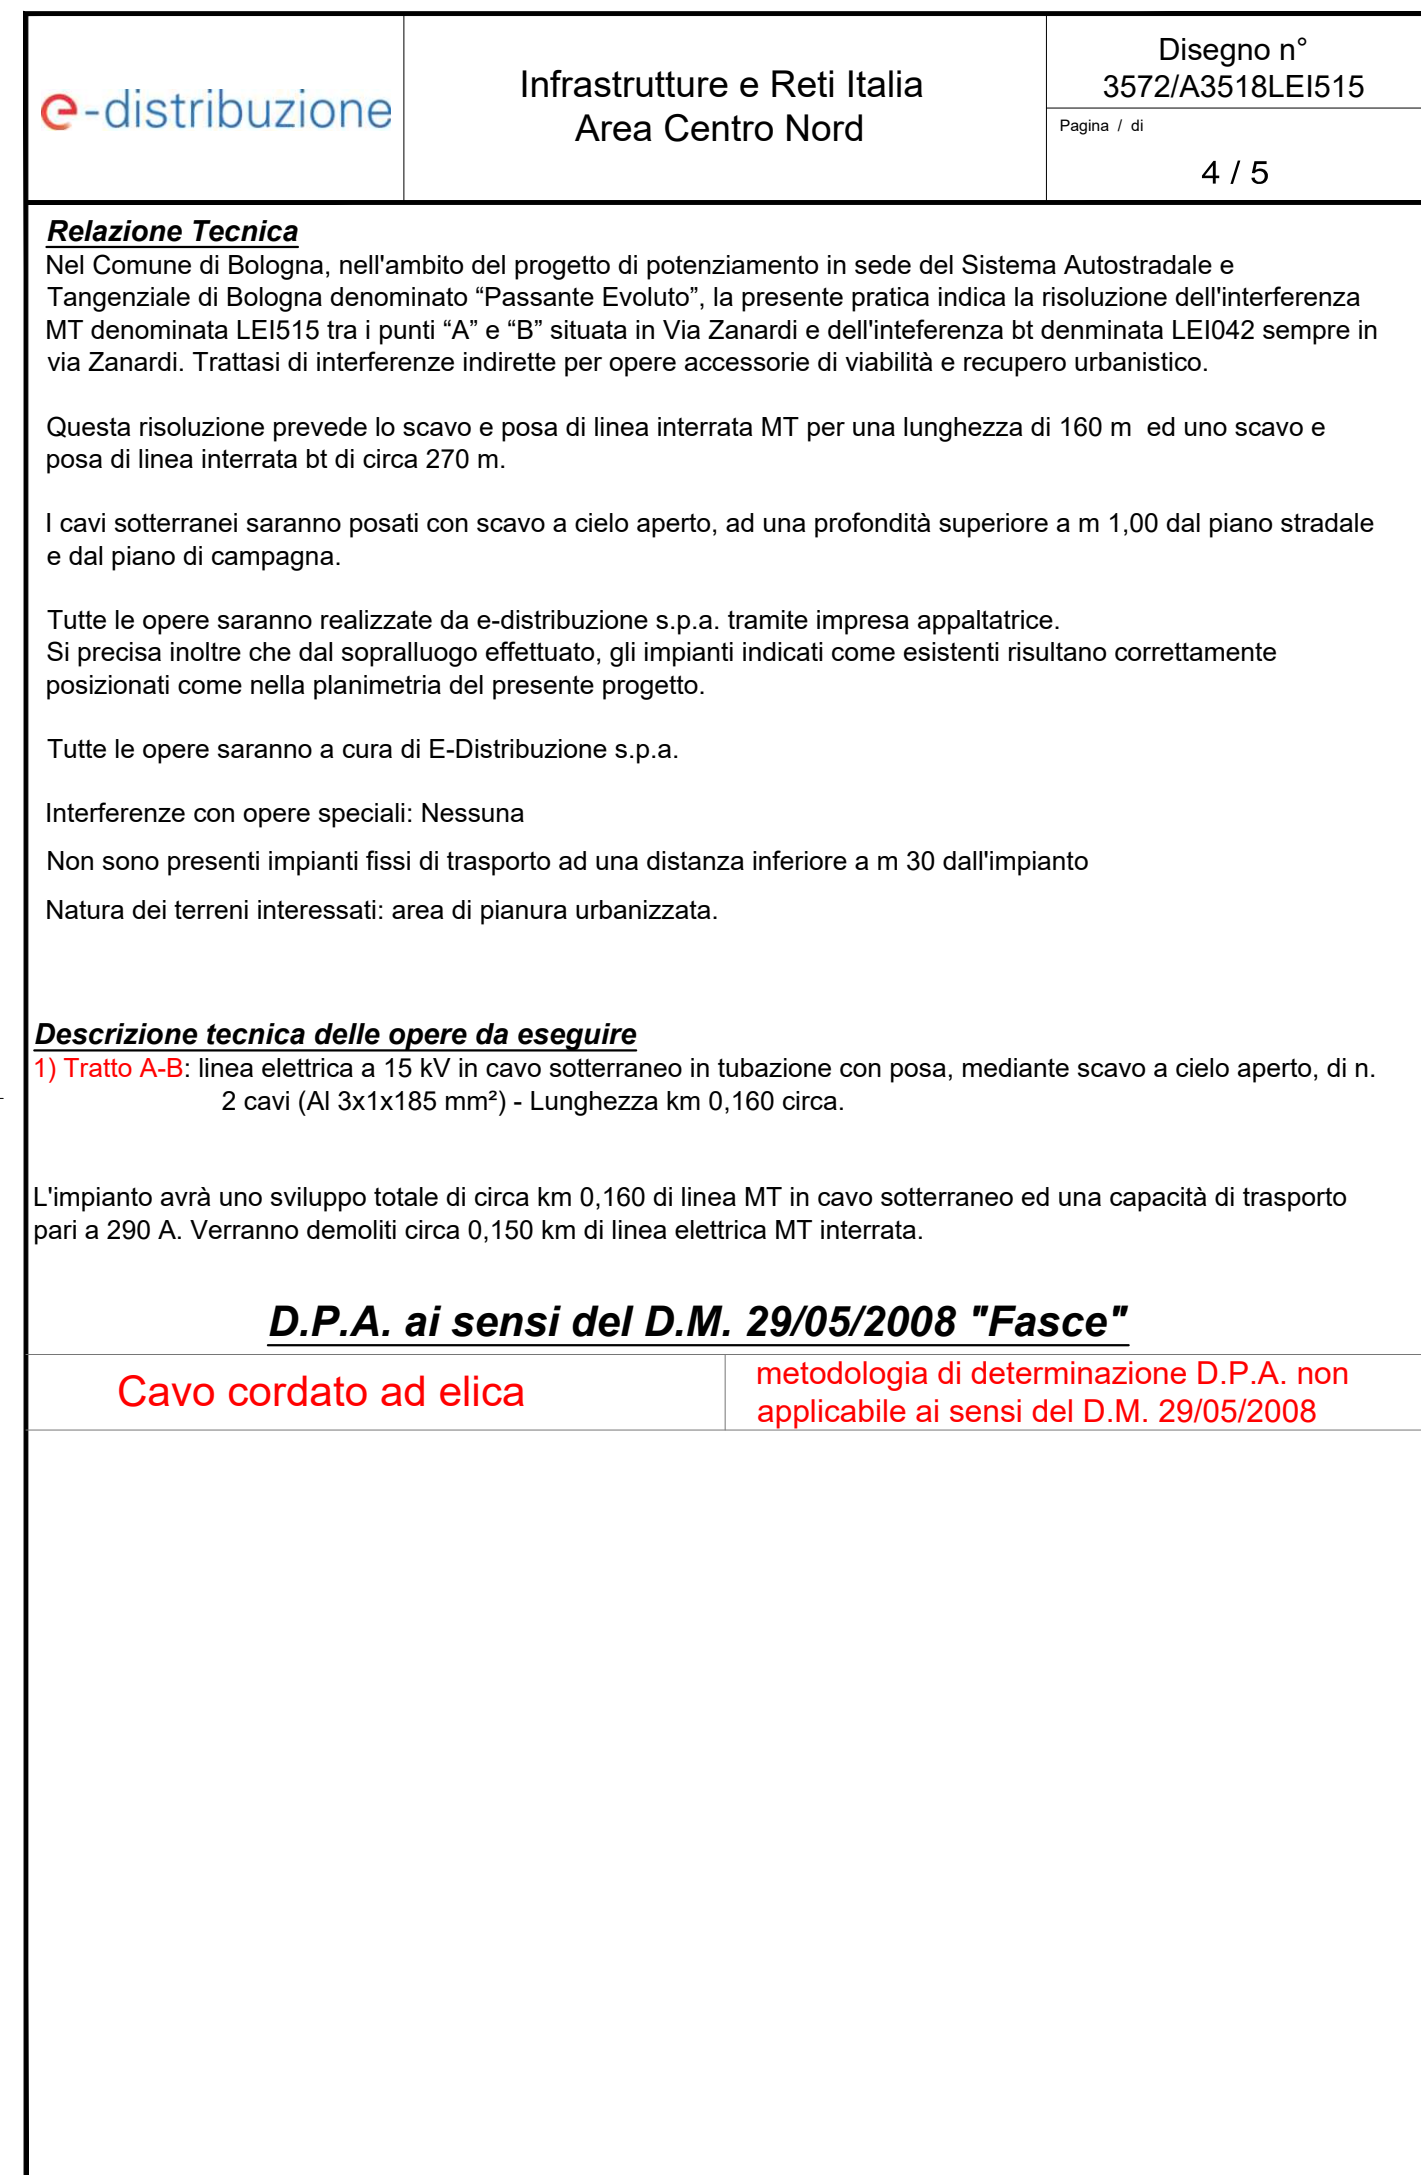 e-distribuzione
Infrastrutture e Reti Italia
Area Centro Nord
Disegno n°
3572/A3518LEI515
Pagina / di
4 / 5
Relazione Tecnica
Nel Comune di Bologna, nell'ambito del progetto di potenziamento in sede del Sistema Autostradale e
Tangenziale di Bologna denominato “Passante Evoluto”, la presente pratica indica la risoluzione dell'interferenza
MT denominata LEI515 tra i punti “A” e “B” situata in Via Zanardi e dell'inteferenza bt denminata LEI042 sempre in
via Zanardi. Trattasi di interferenze indirette per opere accessorie di viabilità e recupero urbanistico.
Questa risoluzione prevede lo scavo e posa di linea interrata MT per una lunghezza di 160 m  ed uno scavo e
posa di linea interrata bt di circa 270 m.
I cavi sotterranei saranno posati con scavo a cielo aperto, ad una profondità superiore a m 1,00 dal piano stradale
e dal piano di campagna.
Tutte le opere saranno realizzate da e-distribuzione s.p.a. tramite impresa appaltatrice.
Si precisa inoltre che dal sopralluogo effettuato, gli impianti indicati come esistenti risultano correttamente
posizionati come nella planimetria del presente progetto.
Tutte le opere saranno a cura di E-Distribuzione s.p.a.
Interferenze con opere speciali: Nessuna
Non sono presenti impianti fissi di trasporto ad una distanza inferiore a m 30 dall'impianto
Natura dei terreni interessati: area di pianura urbanizzata.
Descrizione tecnica delle opere da eseguire
1) Tratto A-B: linea elettrica a 15 kV in cavo sotterraneo in tubazione con posa, mediante scavo a cielo aperto, di n.
2 cavi (Al 3x1x185 mm²) - Lunghezza km 0,160 circa.
L'impianto avrà uno sviluppo totale di circa km 0,160 di linea MT in cavo sotterraneo ed una capacità di trasporto
pari a 290 A. Verranno demoliti circa 0,150 km di linea elettrica MT interrata.
D.P.A. ai sensi del D.M. 29/05/2008 "Fasce"
Cavo cordato ad elica
metodologia di determinazione D.P.A. non
applicabile ai sensi del D.M. 29/05/2008